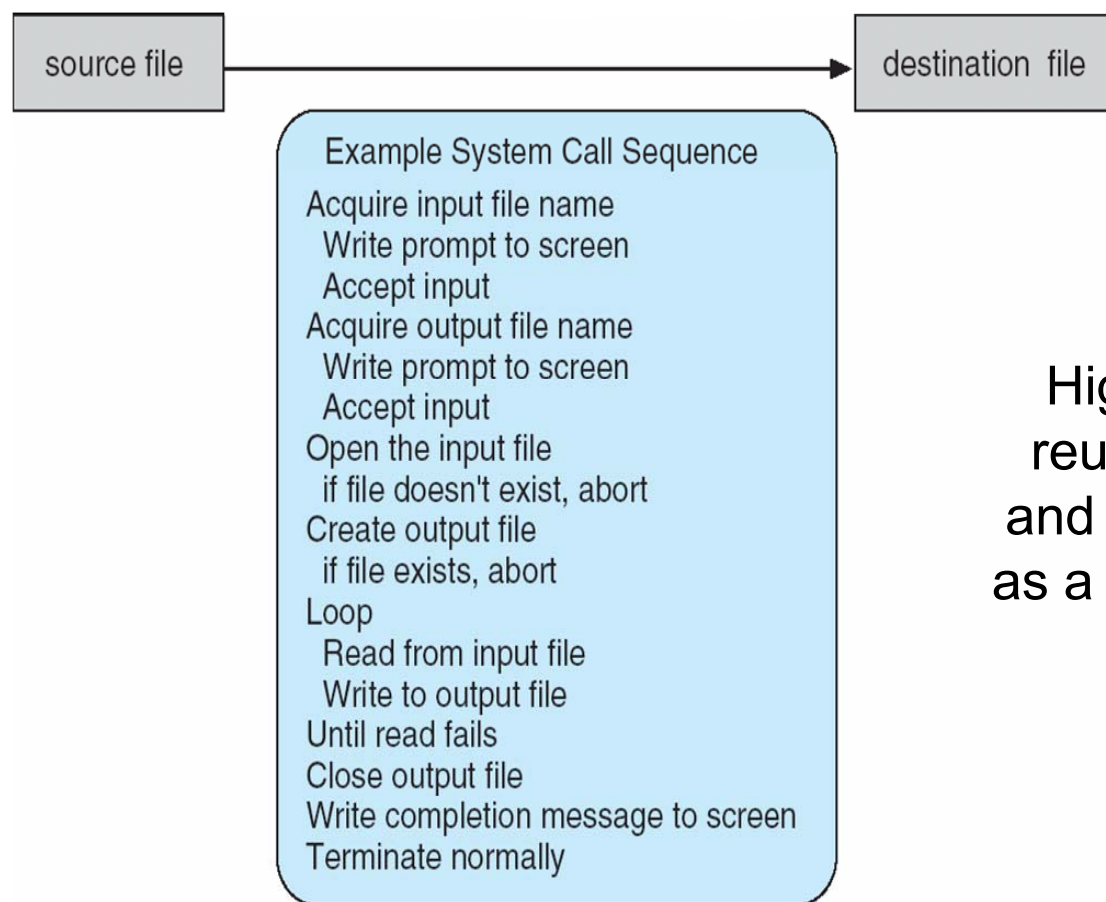 source file
destination file
Example System Call Sequence
Acquire input file name
Write prompt to screen
Accept input
Acquire output file name
Write prompt to screen
Accept input
Open the input file
if file doesn't exist, abort
Create output file
if file exists, abort
Loop
Read from input file
Write to output file
Until read fails
Close output file
Write completion message to screen
Terminate normally
and
as a